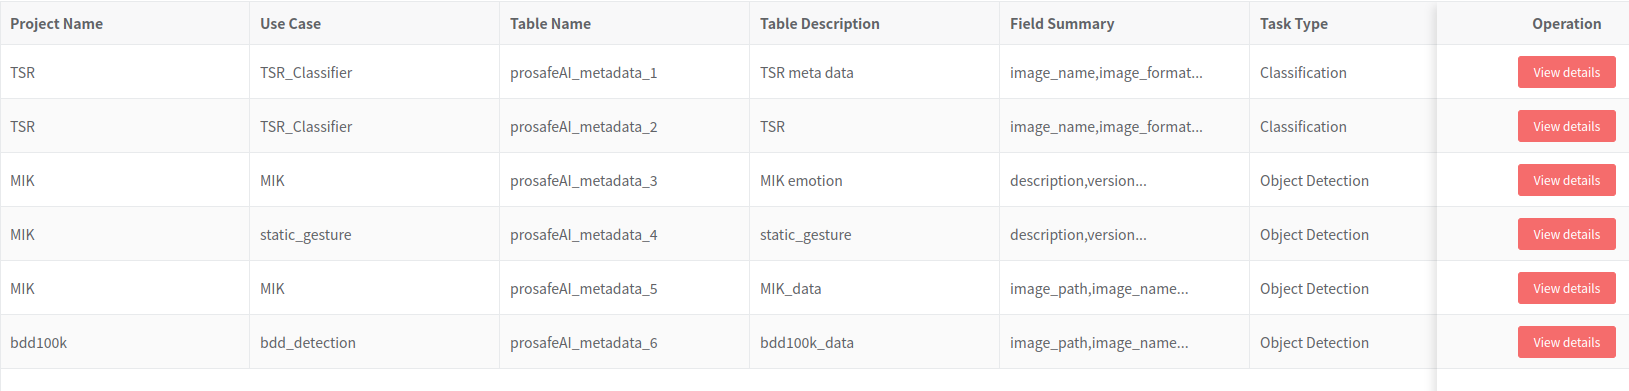 Project Name Use Case Table Name Table Description Field Summary Task Type Operation
TSR TSR_Classifier prosafeAI_metadata_1 TSR meta data image_name,image_format... Classification View details
TSR TSR_Classifier prosafeAI_metadata_2 TSR image_name,image_format... Classification View details
MIK MIK prosafeAI_metadata_3 MIK emotion description,version... Object Detection View details
MIK static_gesture prosafeAI_metadata_4 static_gesture description,version... Object Detection View details
MIK MIK prosafeAI_metadata_5 MIK_data image_path,image_name... Object Detection View details
bdd100k bdd_detection prosafeAI_metadata_6 bdd100k_data image_path,image_name... Object Detection View details